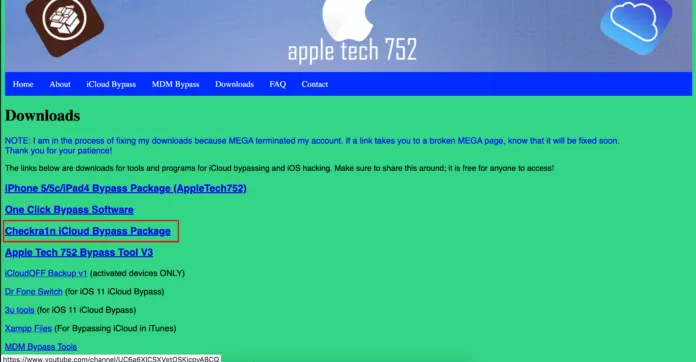 apple tech 752
Home About iCloud Bypass MDM Bypass Downloads FAQ Contact
Downloads
NOTE: I am in the process of fixing my downloads because MEGA terminated my account. If a link takes you to a broken MEGA page, know that it will be fixed soon.
Thank you for your patience!
The links below are downloads for tools and programs for iCloud bypassing and iOS hacking. Make sure to share this around; it is free for anyone to access!
iPhone 5/5c/iPad4 Bypass Package (AppleTech752)
One Click Bypass Software
Checkra1n iCloud Bypass Package
Apple Tech 752 Bypass Tool V3
iCloudOFF Backup v1 (activated devices ONLY)
Dr Fone Switch (for iOS 11 iCloud Bypass)
3u tools (for iOS 11 iCloud Bypass)
Xampp Files (For Bypassing iCloud in iTunes)
MDM Bypass Tools